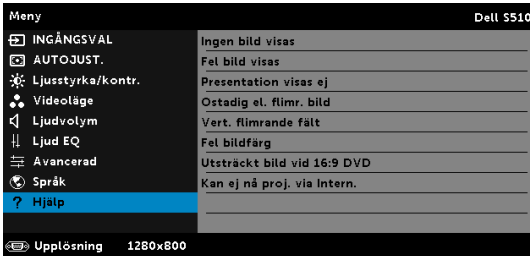 Meny
Dell S510
INGÅNGSVAL
AUTOJUST.
Ljusstyrka/kontr.
Videoläge
Ljudvolym
Ljud EQ
Avancerad
Språk
? Hjälp
Ingen bild visas
Fel bild visas
Presentation visas ej
Ostadig el. flimr. bild
Vert. flimrande fält
Fel bildfärg
Utsträckt bild vid 16:9 DVD
Kan ej nå proj. via Intern.
Upplösning 1280x800